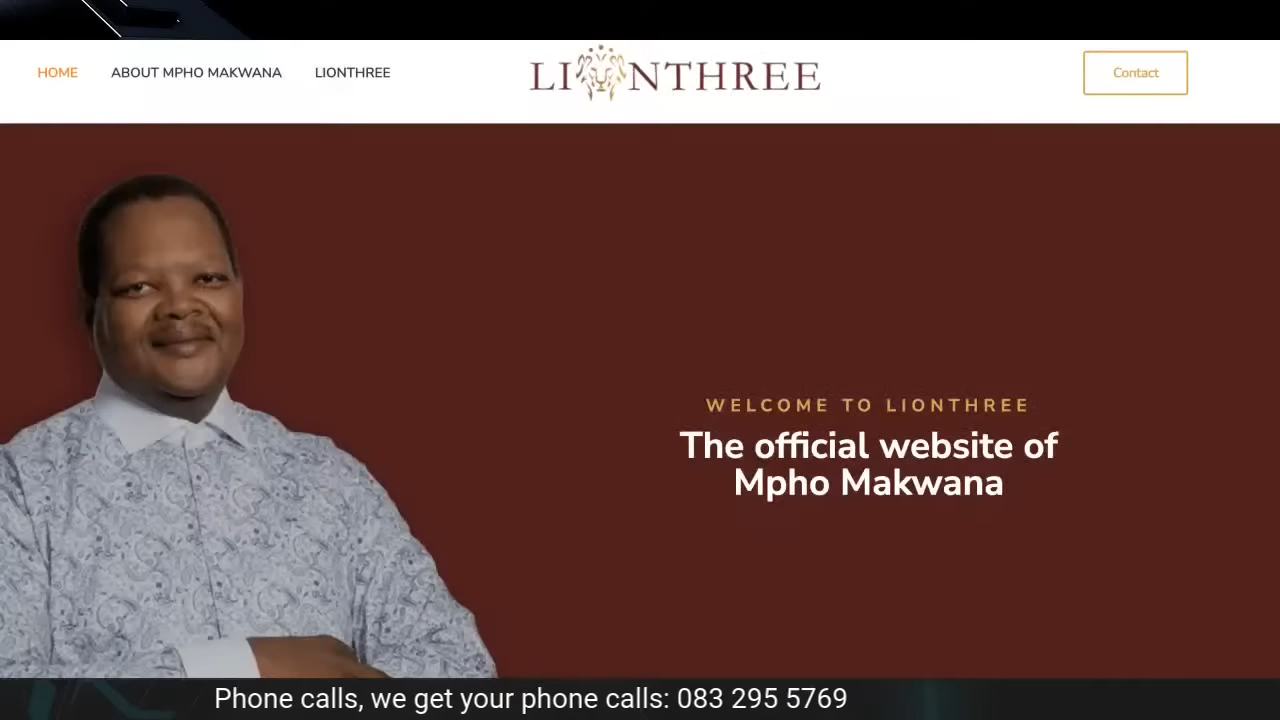 HOME ABOUT MPHO MAKWANA LIONTHREE LIONTHREE Contact
WELCOME TO LIONTHREE
The official website of
Mpho Makwana
Phone calls, we get your phone calls: 083 295 5769